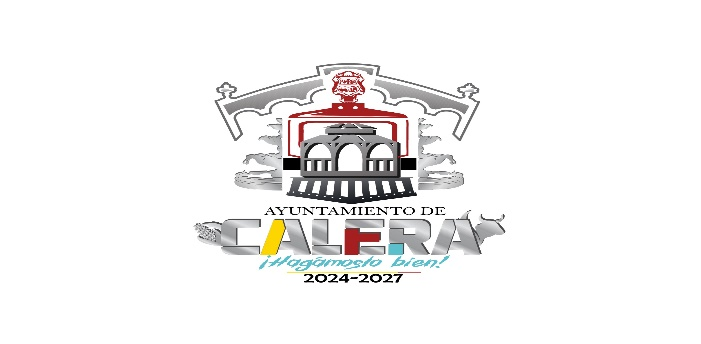 AYUNTAMIENTO DE
CALERA
¡Hagámoslo bien!
2024-2027